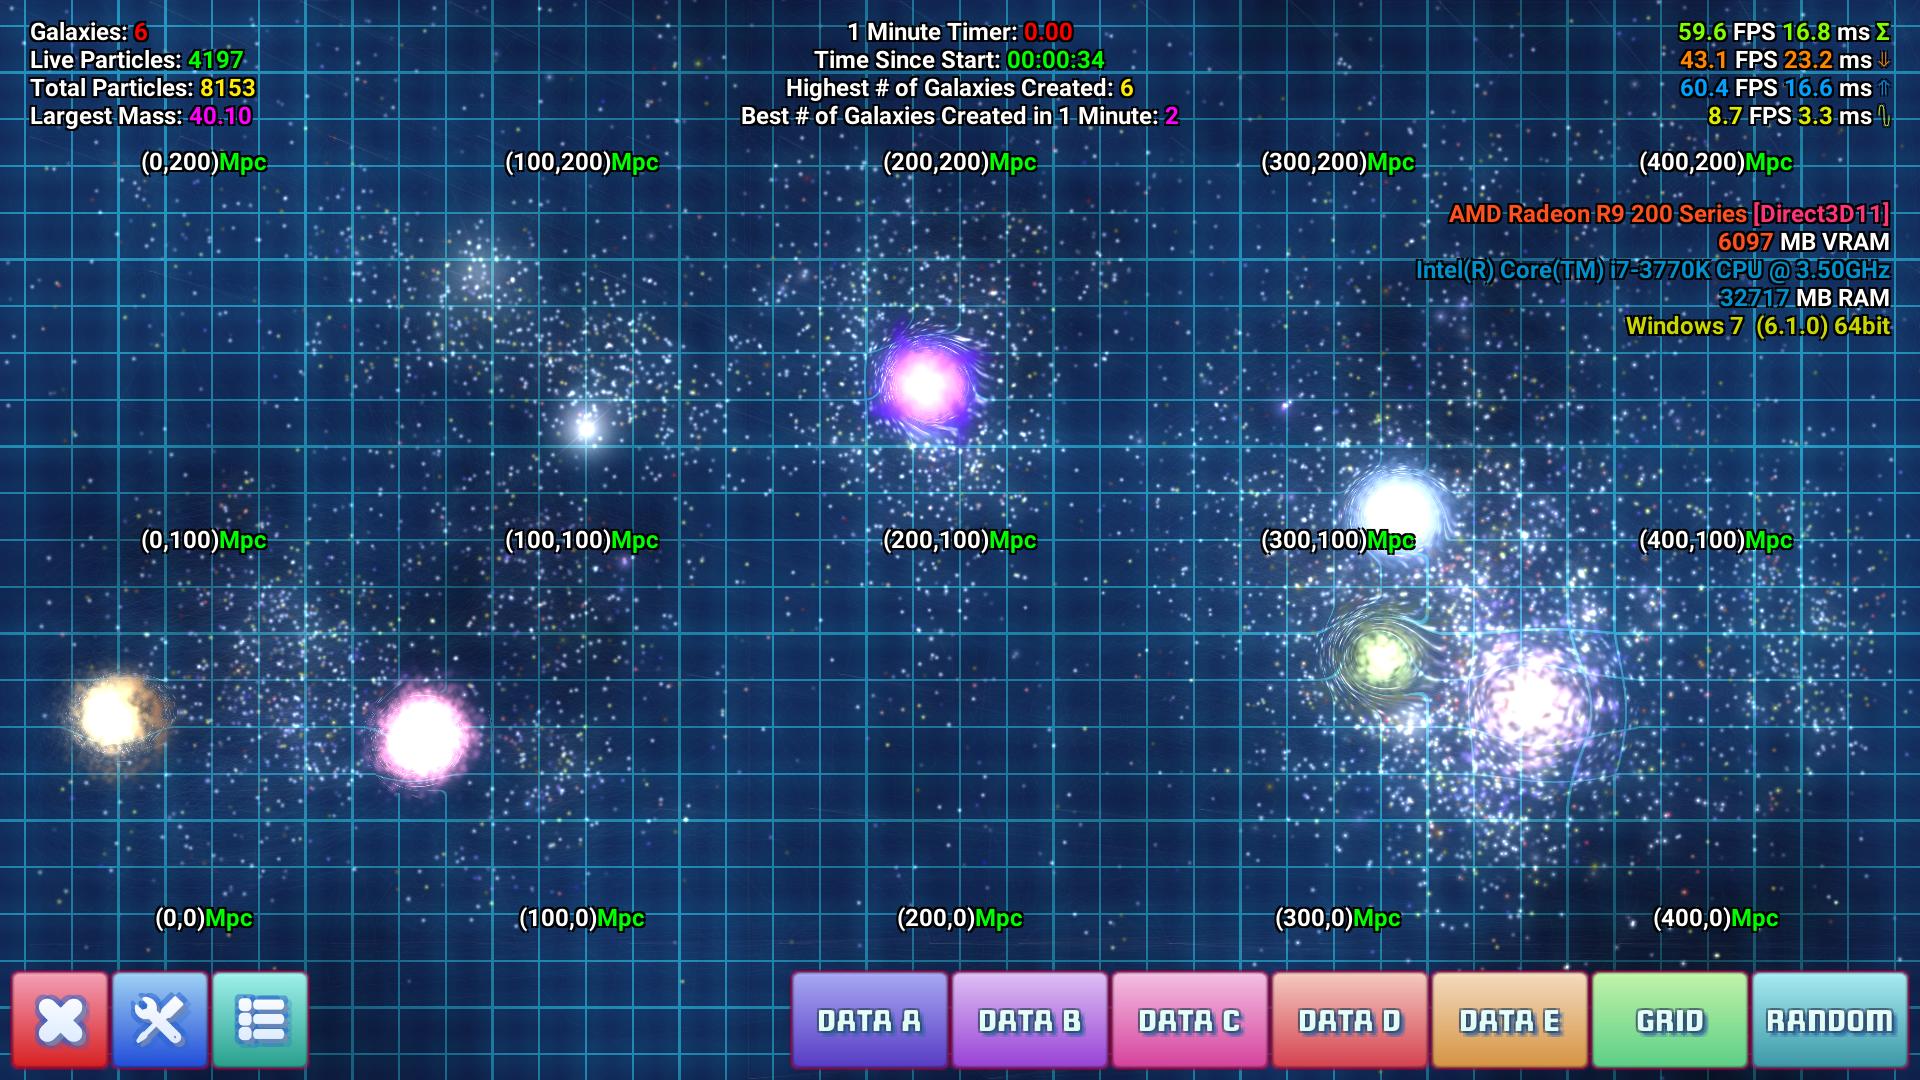 Galaxies: 6
Live Particles: 4197
Total Particles: 8153
Largest Mass: 40.10
1 Minute Timer: 0.00
Time Since Start: 00:00:34
Highest # of Galaxies Created: 6
Best # of Galaxies Created in 1 Minute: 2
59.6 FPS 16.8 ms Σ
43.1 FPS 23.2 ms ⇓
60.4 FPS 16.6 ms ⇑
8.7 FPS 3.3 ms
(0,200)Mpc
(100,200)Mpc
(200,200)Mpc
(300,200)Mpc
(400,200)Mpc
AMD Radeon R9 200 Series [Direct3D11]
6097 MB VRAM
Intel(R) Core(TM) i7-3770K CPU @ 3.50GHz
32717 MB RAM
Windows 7 (6.1.0) 64bit
(0,100)Mpc
(100,100)Mpc
(200,100)Mpc
(300,100)Mpc
(400,100)Mpc
(0,0)Mpc
(100,0)Mpc
(200,0)Mpc
(300,0)Mpc
(400,0)Mpc
DATA A
DATA B
DATA C
DATA D
DATA E
GRID
RANDOM